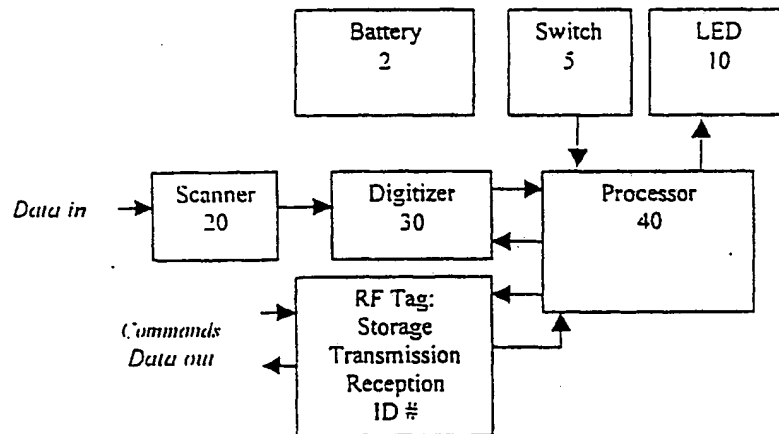 Battery
2
Switch
5
LED
10
Data in
Scanner
20
Digitizer
30
Processor
40
Commands
Data out
RF Tag:
Storage
Transmission
Reception
ID #